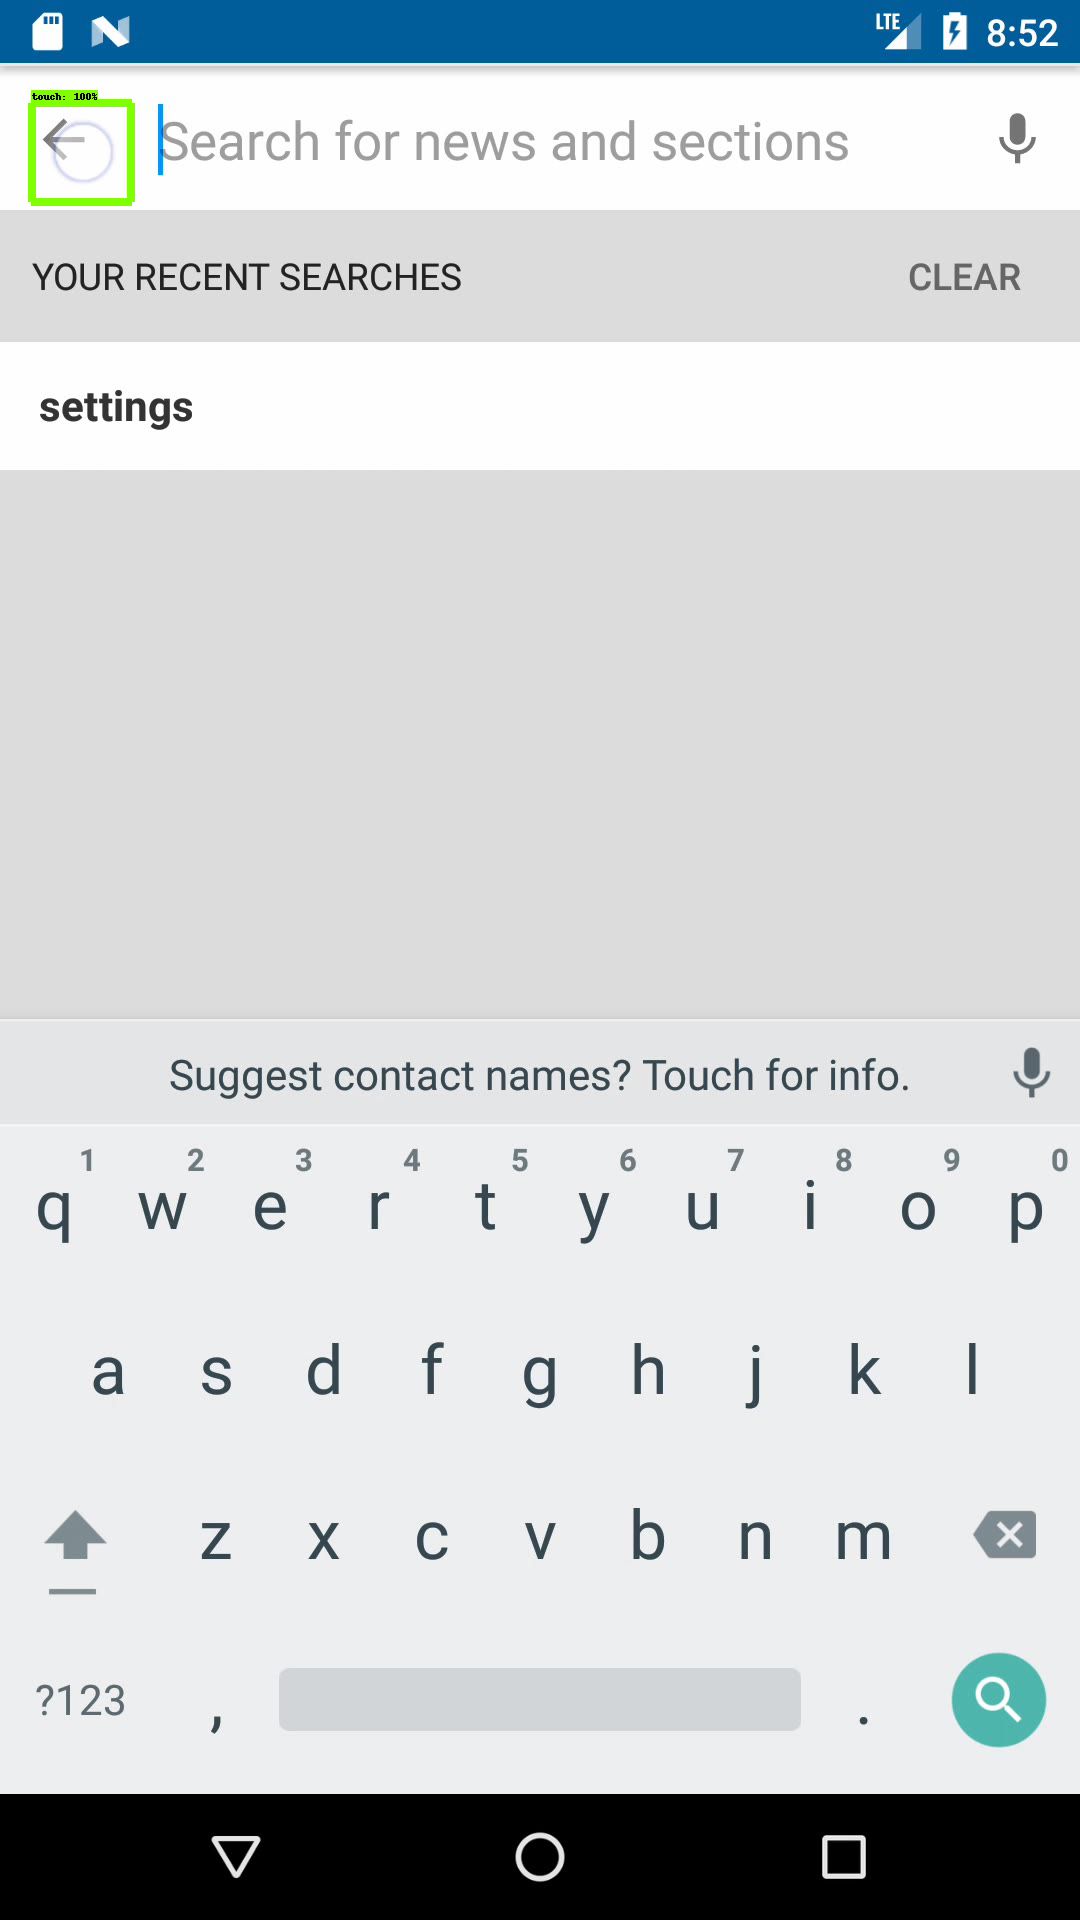 LTE 8:52
touch: 100%
Search for news and sections
YOUR RECENT SEARCHES CLEAR
settings
Suggest contact names? Touch for info.
1 2 3 4 5 6 7 8 9 0
q w e r t y u i o p
a s d f g h j k l
z x c v b n m
?123 , .